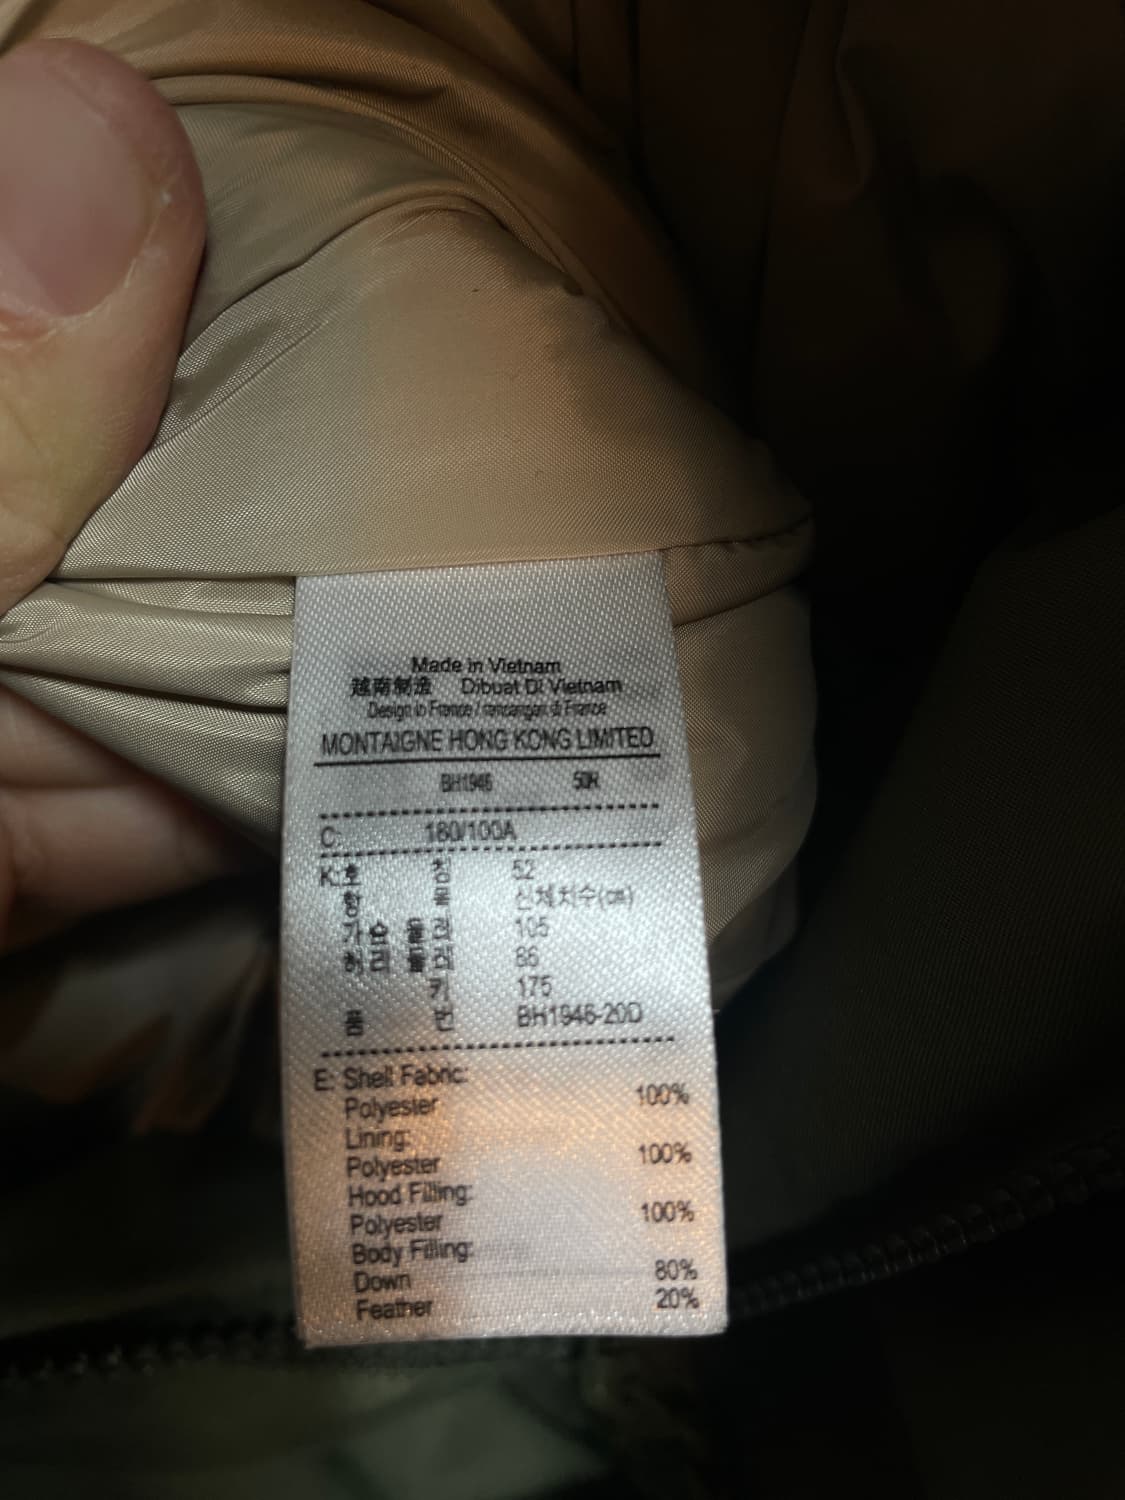 Made in Vietnam
越南制造 Dibuat Di Vietnam
Design in France / rancangan di France
MONTAIGNE HONG KONG LIMITED
BH1946 50R
C: 180/100A
K: 호 칭 52
항 목 신체치수(cm)
가 슴 둘 레 105
허 리 둘 레 86
키 175
품 번 BH1946-20D
E: Shell Fabric:
Polyester 100%
Lining:
Polyester 100%
Hood Filling:
Polyester 100%
Body Filling:
Down 80%
Feather 20%